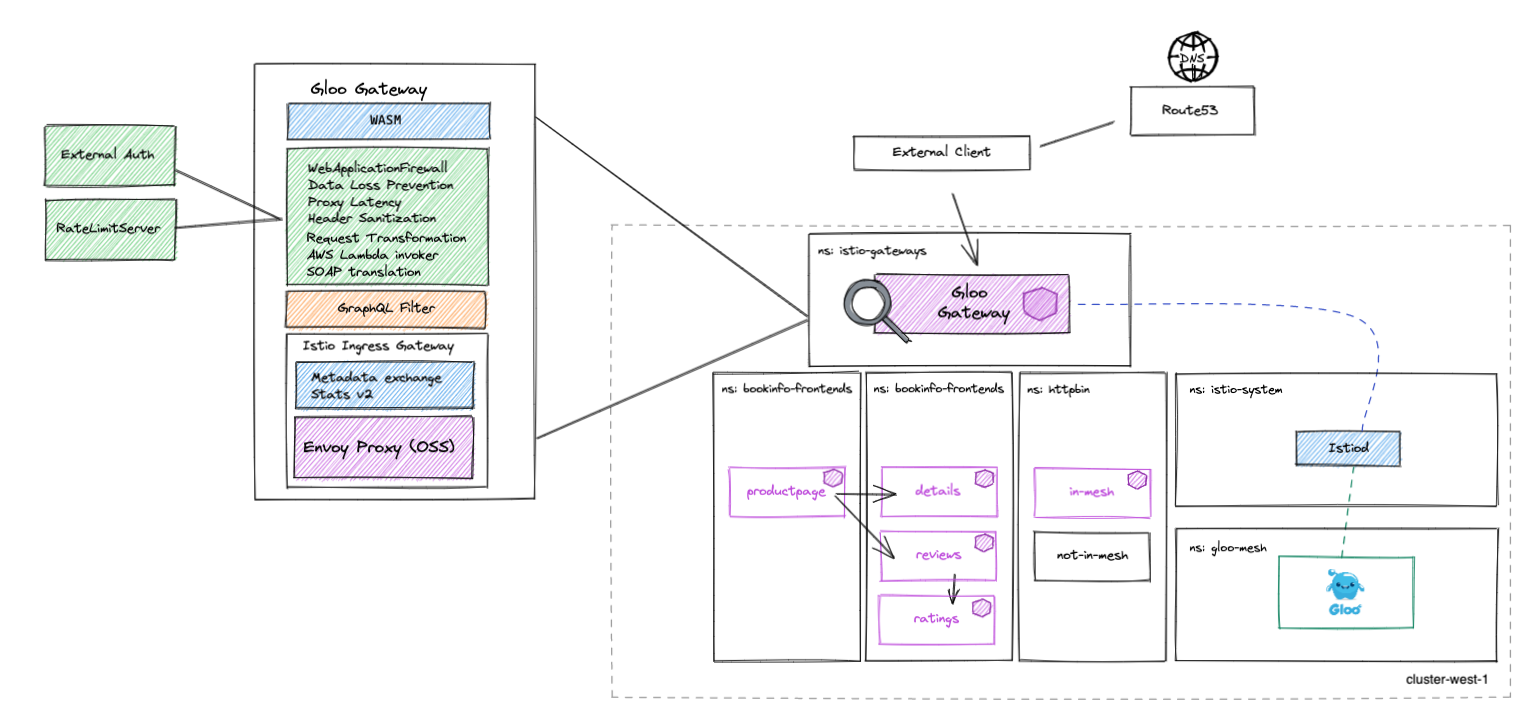 DNS
Route53
External Client
Gloo Gateway
WASM
External Auth
RateLimitServer
WebApplicationFirewall
Data Loss Prevention
Proxy Latency
Header Sanitization
Request Transformation
AWS Lambda invoker
SOAP translation
GraphQL Filter
Istio Ingress Gateway
Metadata exchange
Stats v2
Envoy Proxy (OSS)
ns: istio-gateways
Gloo
Gateway
ns: bookinfo-frontends
productpage
ns: bookinfo-frontends
details
reviews
ratings
ns: httpbin
in-mesh
not-in-mesh
ns: istio-system
Istiod
ns: gloo-mesh
Gloo
cluster-west-1